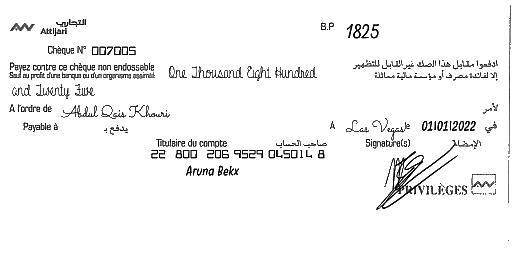 التجاري
Attijari
B.P 1825
Chèque N° 007005
Payez contre ce chèque non endossable
Sauf au profit d'une banque ou d'un organisme assimilé
One Thousand Eight Hundred
ادفعوا مقابل هذا الصك غير القابل للتظهير
إلا لفائدة مصرف أو مؤسسة مالية مماثلة
and Twenty Five
A l'ordre de Abdul Qais Khouri
لأمر
Payable à
يدفع بـ
A Las Vegas le 01/01/2022 في
Titulaire du compte صاحب الحساب
Signature(s) الإمضاء
22 800 206 9529 045014 8
Aruna Bekx
PRIVILÈGES